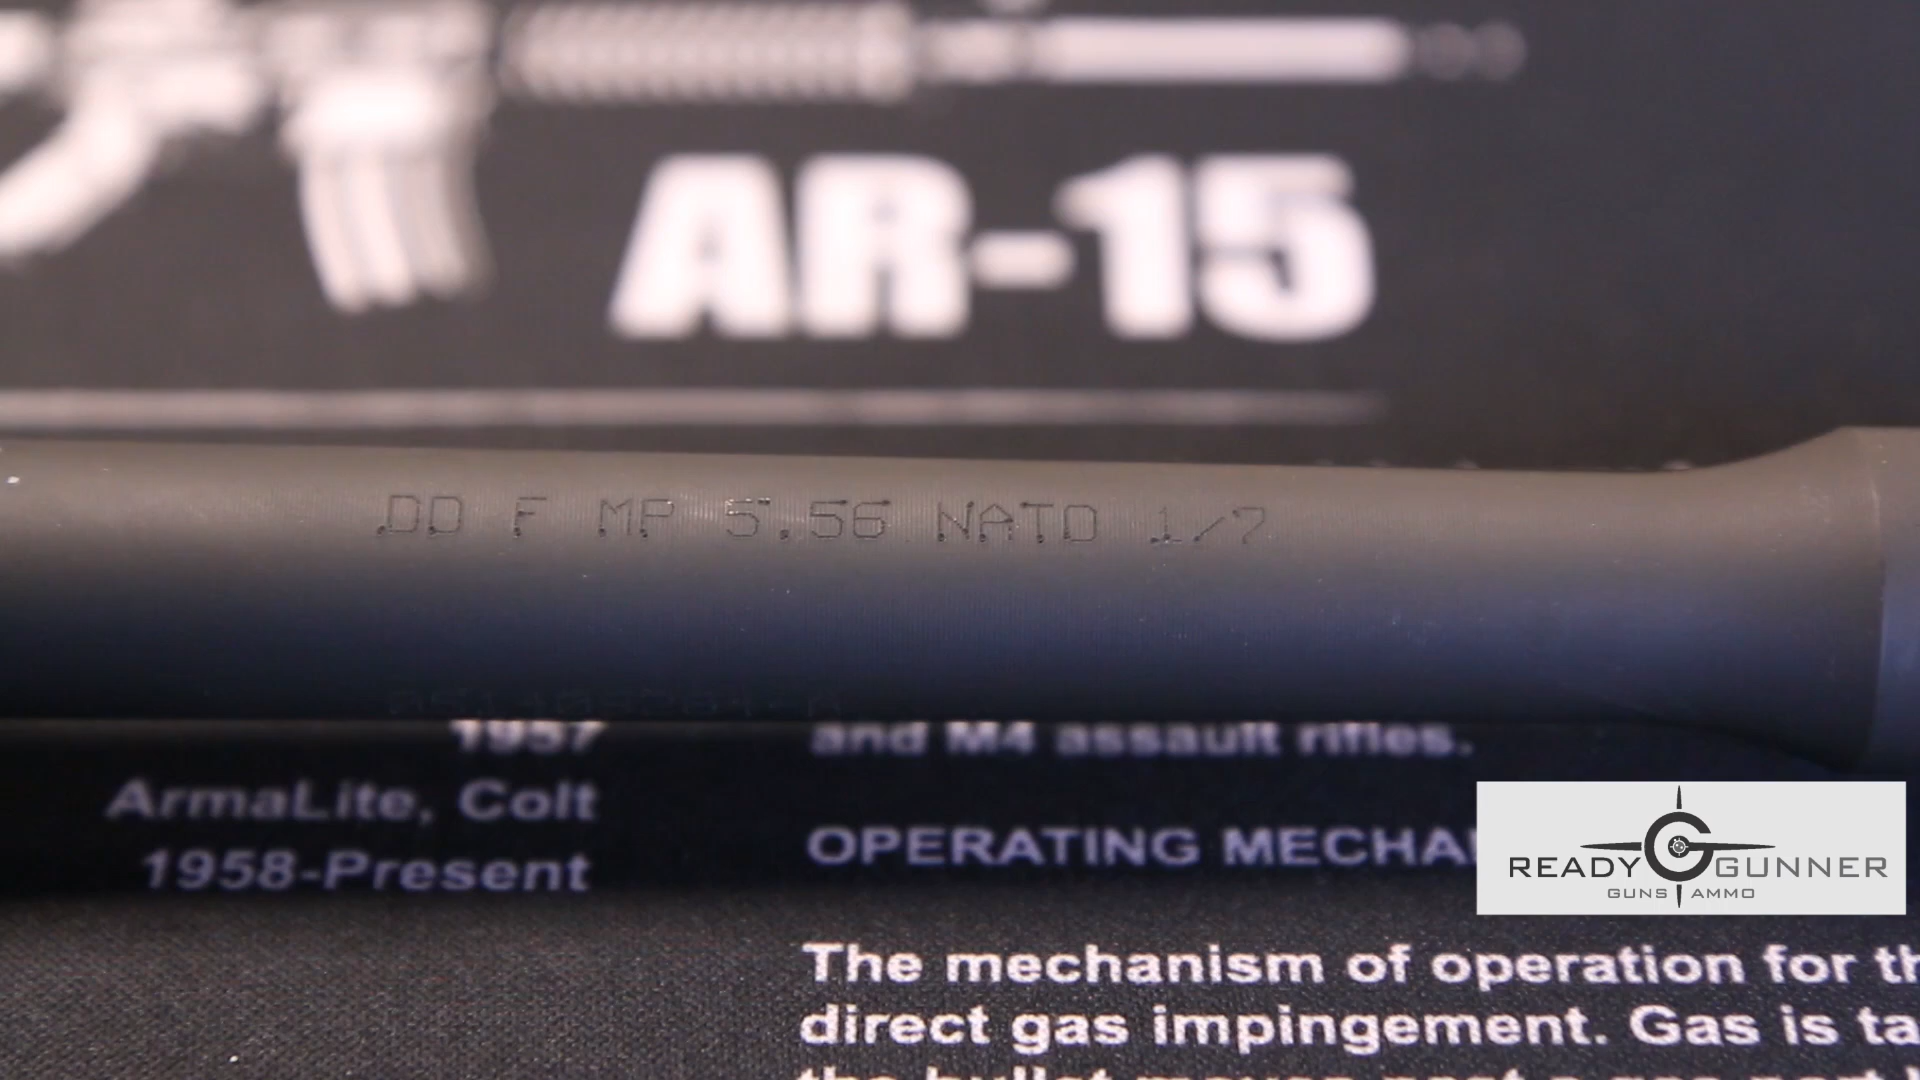 AR-15
DD F MP 5.56 NATO 1/7
1957
and M4 assault rifles.
ArmaLite, Colt
1958-Present
OPERATING MECHA
READY GUNNER
GUNS AMMO
The mechanism of operation for th
direct gas impingement. Gas is ta